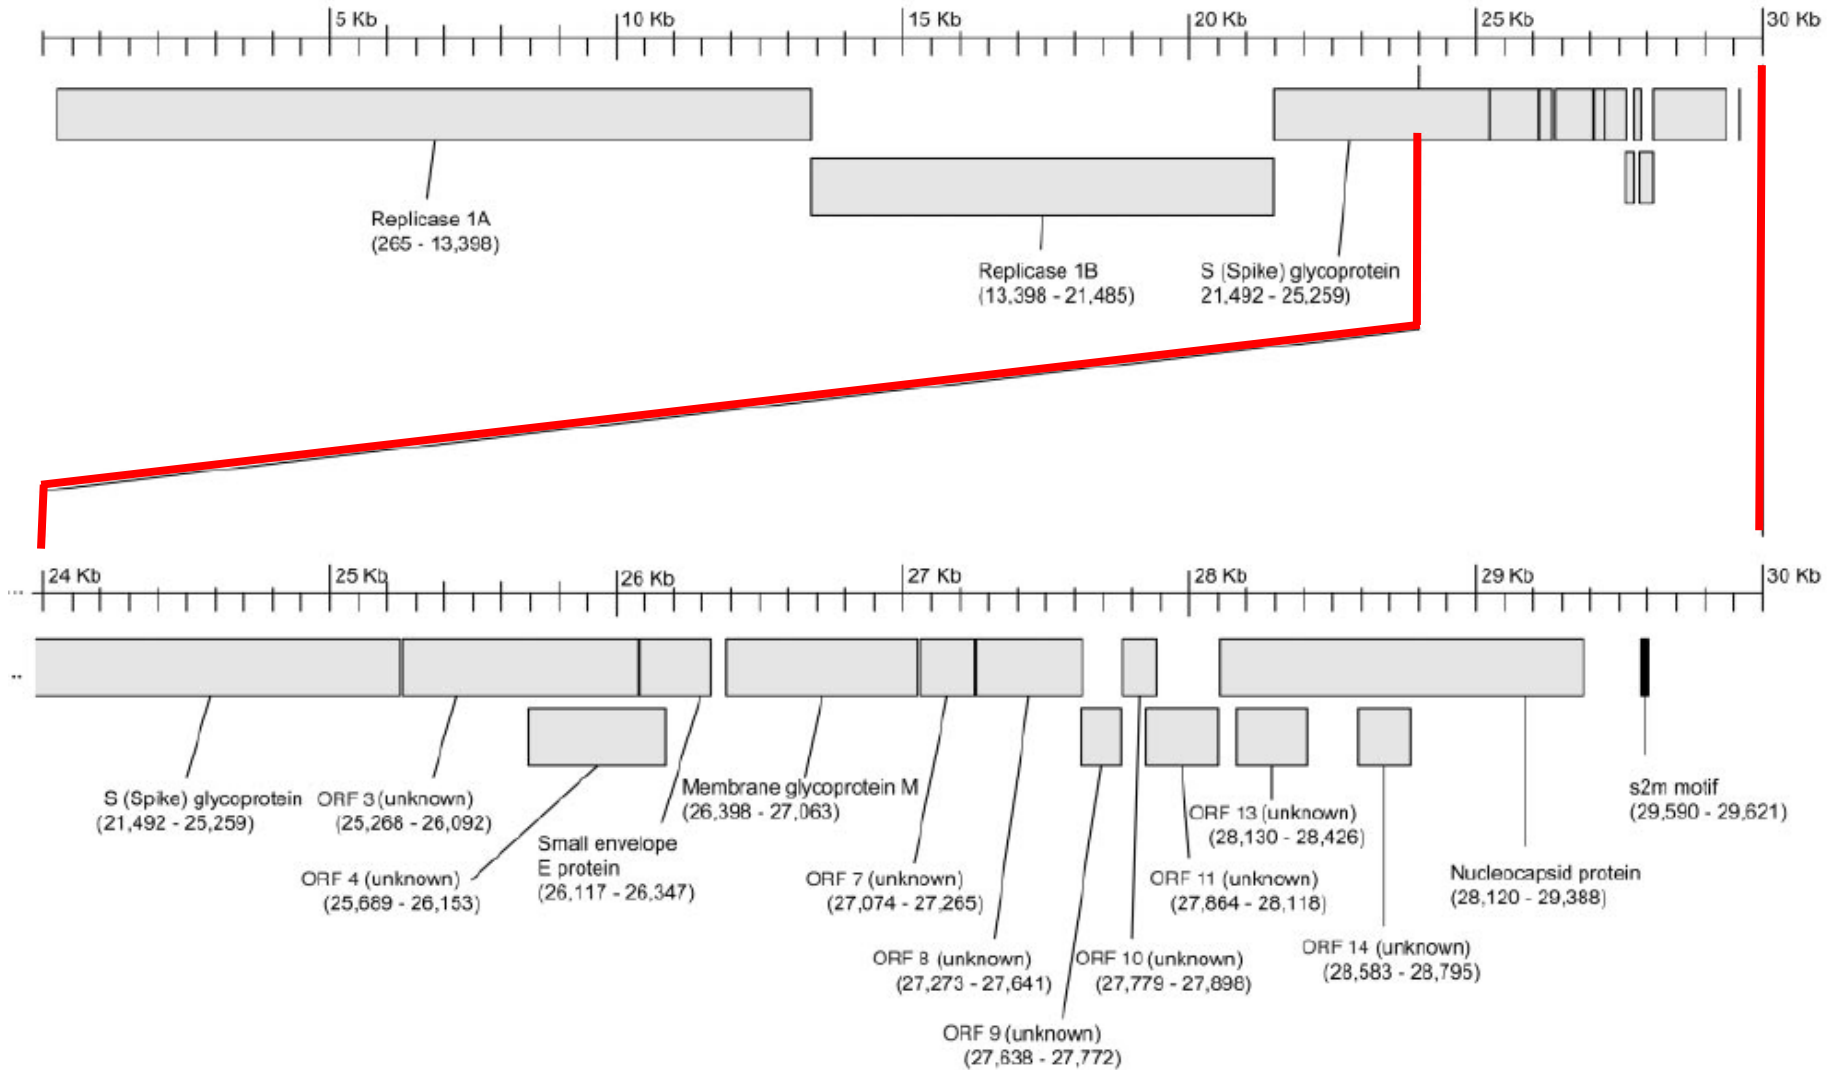 5 Kb
10 Kb
15 Kb
20 Kb
25 Kb
30 Kb
Replicase 1A
(265 - 13,398)
Replicase 1B
(13,398 - 21,485)
S (Spike) glycoprotein
21,492 - 25,259)
24 Kb
25 Kb
26 Kb
27 Kb
28 Kb
29 Kb
30 Kb
...
..
S (Spike) glycoprotein
(21,492 - 25,259)
ORF 3 (unknown)
(25,268 - 26,092)
ORF 4 (unknown)
(25,689 - 26,153)
Small envelope
E protein
(26,117 - 26,347)
Membrane glycoprotein M
(26,398 - 27,063)
ORF 7 (unknown)
(27,074 - 27,265)
ORF 8 (unknown)
(27,273 - 27,641)
ORF 9 (unknown)
(27,638 - 27,772)
ORF 10 (unknown)
(27,779 - 27,898)
ORF 11 (unknown)
(27,864 - 28,118)
ORF 13 (unknown)
(28,130 - 28,426)
ORF 14 (unknown)
(28,583 - 28,795)
Nucleocapsid protein
(28,120 - 29,388)
s2m motif
(29,590 - 29,621)